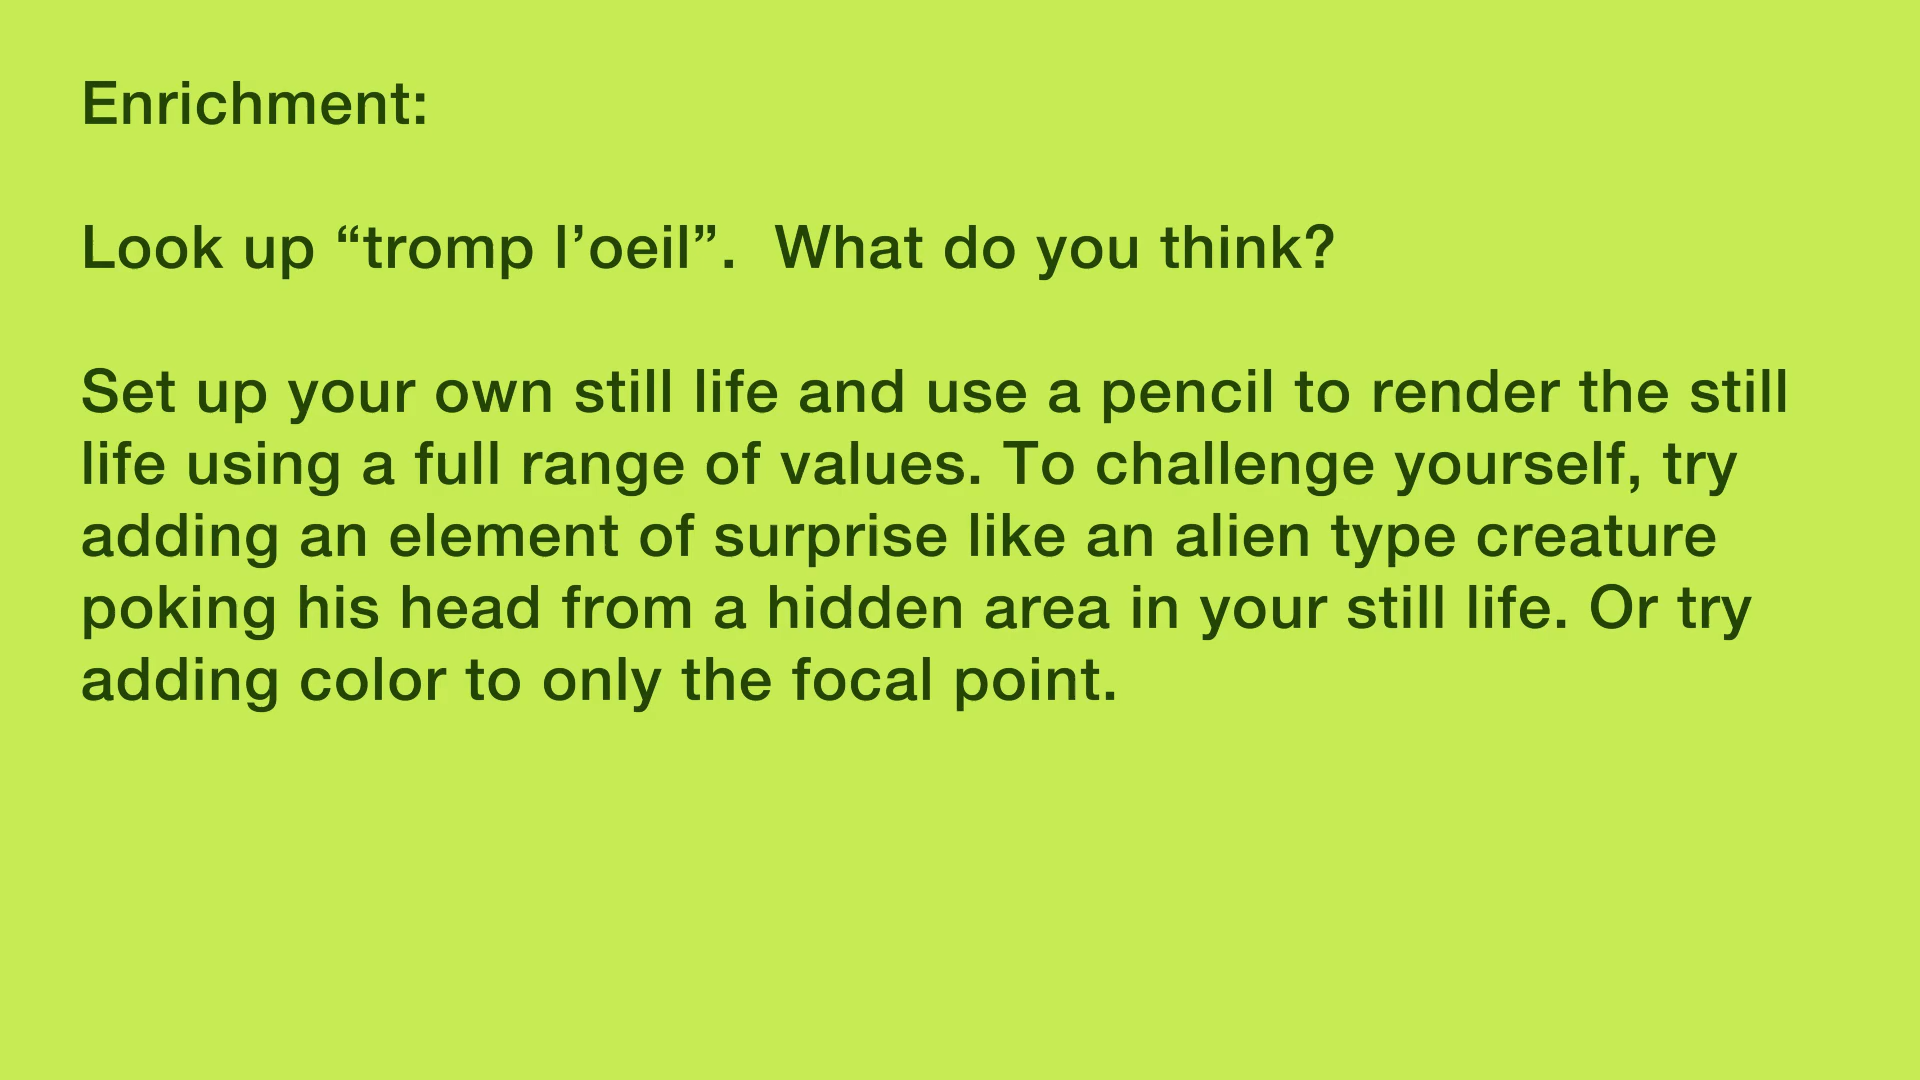 Enrichment:
Look up “tromp l’oeil”.  What do you think?
Set up your own still life and use a pencil to render the still
life using a full range of values. To challenge yourself, try
adding an element of surprise like an alien type creature
poking his head from a hidden area in your still life. Or try
adding color to only the focal point.